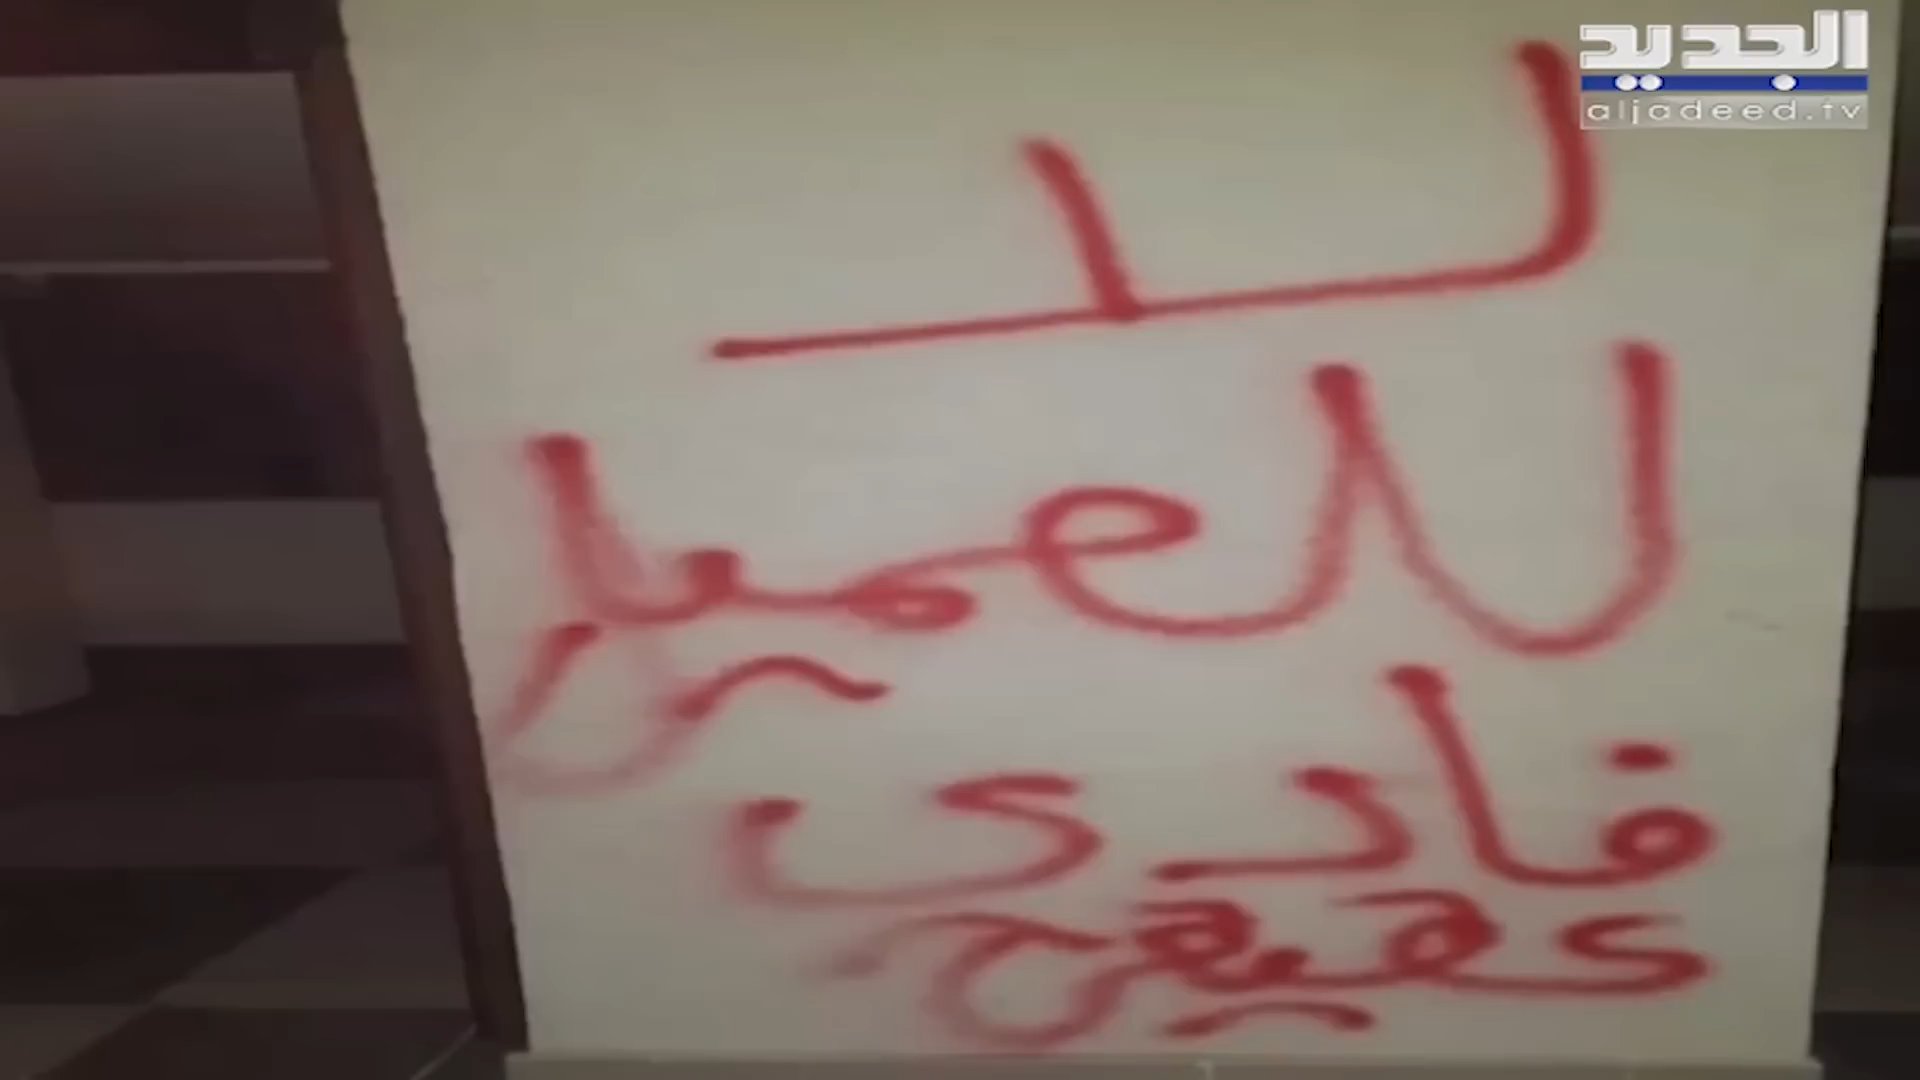 الجديد
aljadeed.tv
لا
للعميل
فادي